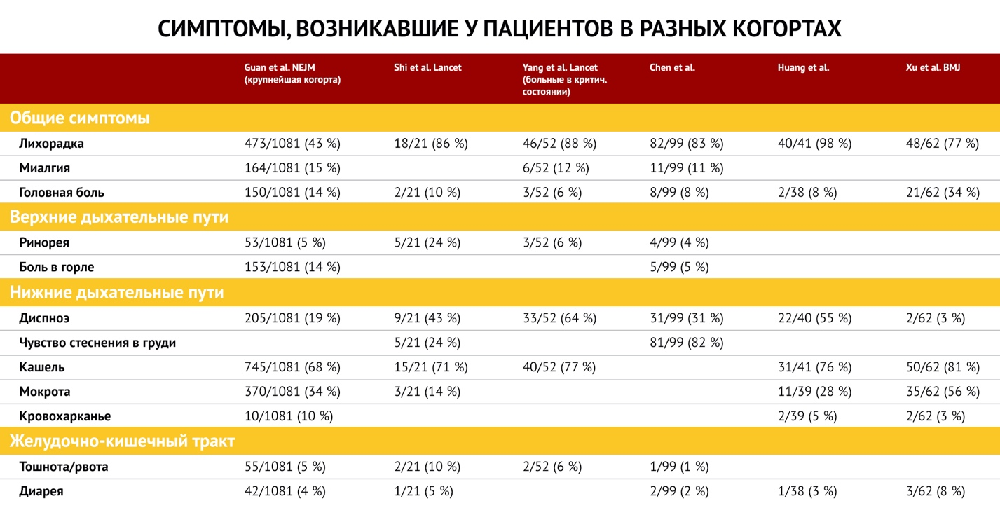 СИМПТОМЫ, ВОЗНИКАВШИЕ У ПАЦИЕНТОВ В РАЗНЫХ КОГОРТАХ
Guan et al. NEJM (крупнейшая когорта) Shi et al. Lancet Yang et al. Lancet (больные в критич. состоянии) Chen et al. Huang et al. Xu et al. BMJ
Общие симптомы
Лихорадка 473/1081 (43 %) 18/21 (86 %) 46/52 (88 %) 82/99 (83 %) 40/41 (98 %) 48/62 (77 %)
Миалгия 164/1081 (15 %) 6/52 (12 %) 11/99 (11 %)
Головная боль 150/1081 (14 %) 2/21 (10 %) 3/52 (6 %) 8/99 (8 %) 2/38 (8 %) 21/62 (34 %)
Верхние дыхательные пути
Ринорея 53/1081 (5 %) 5/21 (24 %) 3/52 (6 %) 4/99 (4 %)
Боль в горле 153/1081 (14 %) 5/99 (5 %)
Нижние дыхательные пути
Диспноэ 205/1081 (19 %) 9/21 (43 %) 33/52 (64 %) 31/99 (31 %) 22/40 (55 %) 2/62 (3 %)
Чувство стеснения в груди 5/21 (24 %) 81/99 (82 %)
Кашель 745/1081 (68 %) 15/21 (71 %) 40/52 (77 %) 31/41 (76 %) 50/62 (81 %)
Мокрота 370/1081 (34 %) 3/21 (14 %) 11/39 (28 %) 35/62 (56 %)
Кровохарканье 10/1081 (10 %) 2/39 (5 %) 2/62 (3 %)
Желудочно-кишечный тракт
Тошнота/рвота 55/1081 (5 %) 2/21 (10 %) 2/52 (6 %) 1/99 (1 %)
Диарея 42/1081 (4 %) 1/21 (5 %) 2/99 (2 %) 1/38 (3 %) 3/62 (8 %)